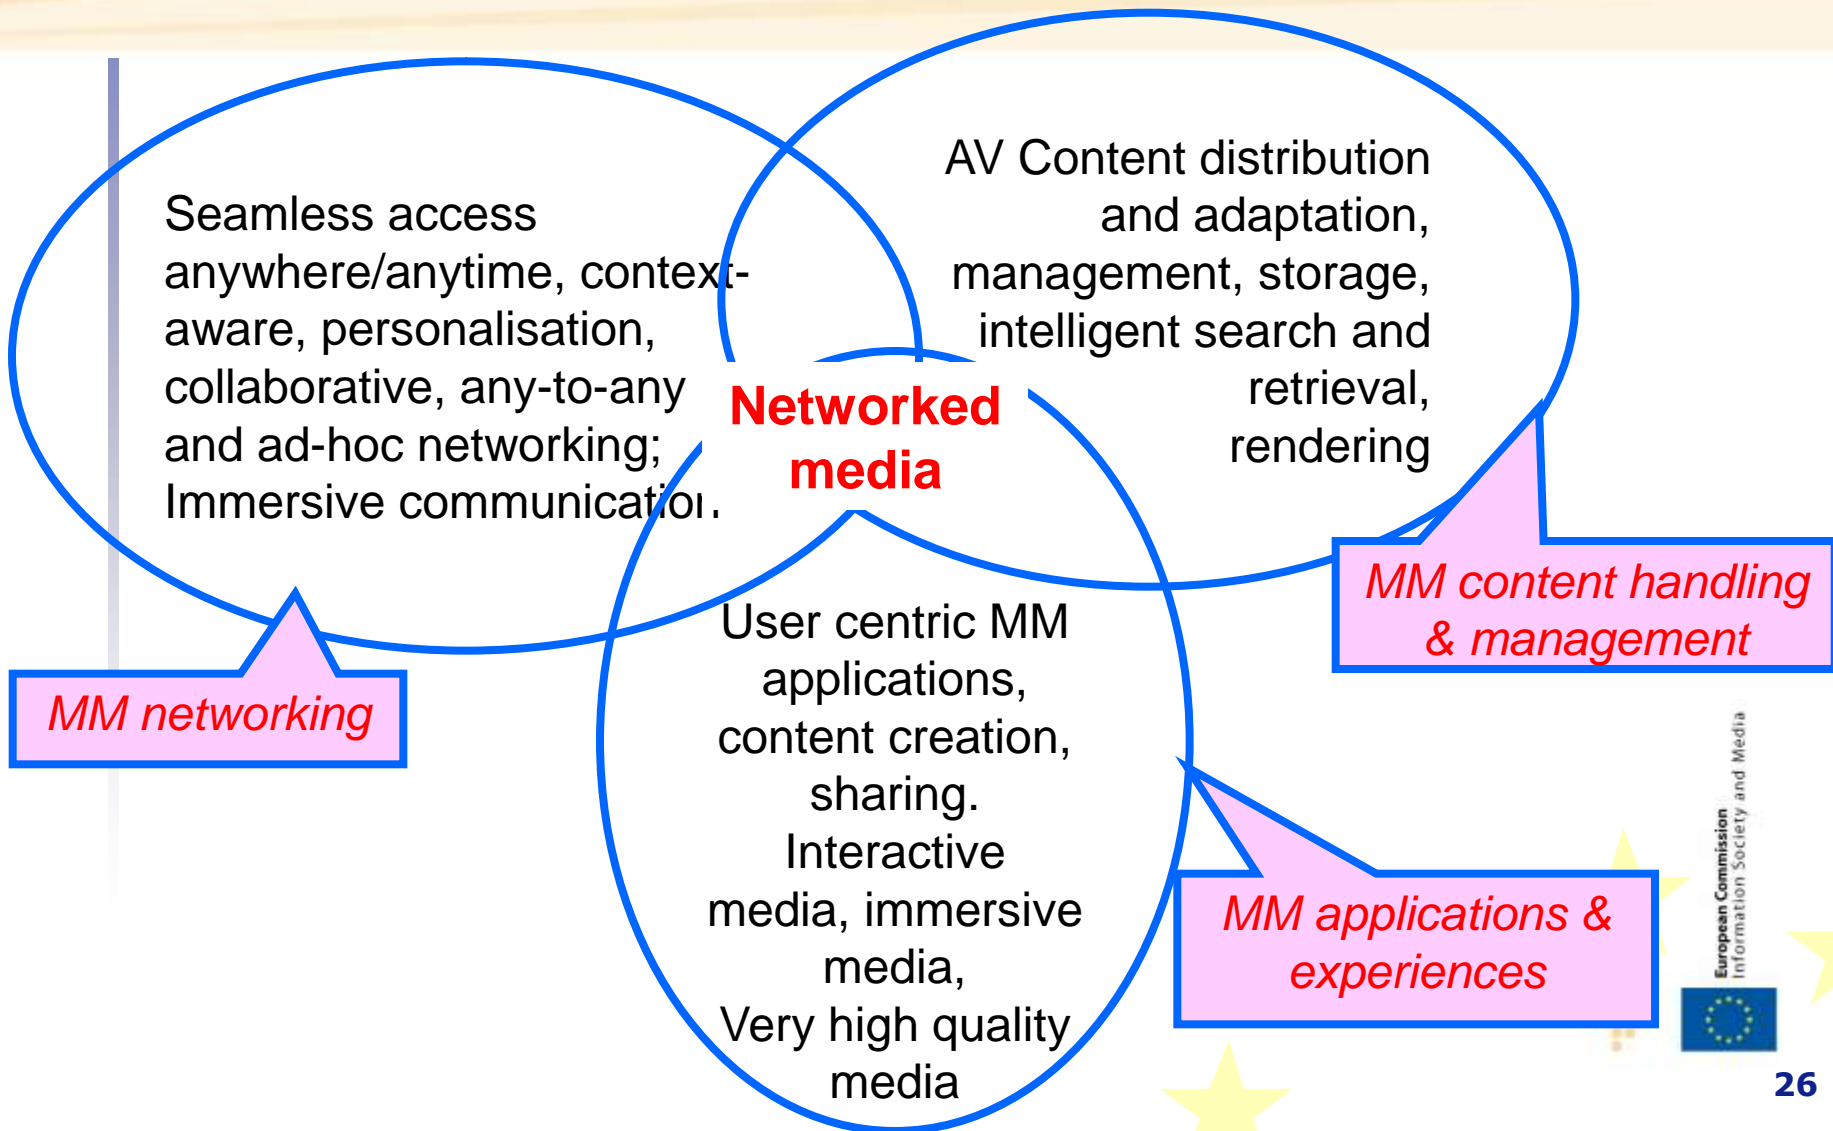 Seamless access
anywhere/anytime, context-
aware, personalisation,
collaborative, any-to-any
and ad-hoc networking;
Immersive communication.
AV Content distribution
and adaptation,
management, storage,
intelligent search and
retrieval,
rendering
Networked
media
MM content handling
& management
MM networking
User centric MM
applications,
content creation,
sharing.
Interactive
media, immersive
media,
Very high quality
media
MM applications &
experiences
European Commission
Information Society and Media
26